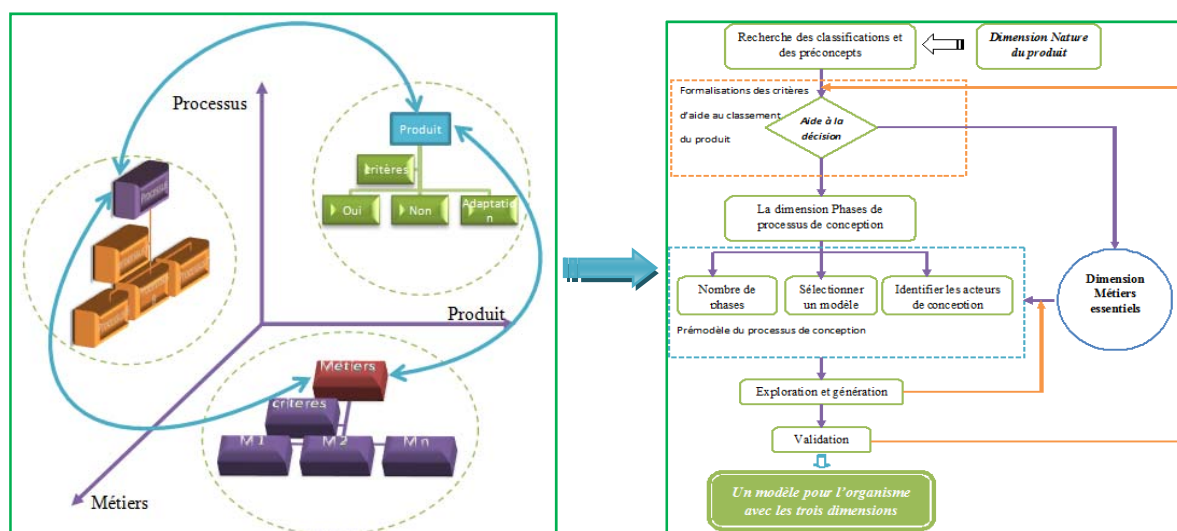 Processus
Produit
critères
Oui
Non
Adaptatio
n
Processus
Produit
Métiers
critères
M 1
M 2
M n
Métiers
Recherche des classifications et
des préconcepts
Dimension Nature
du produit
Formalisations des critères
d'aide au classement
du produit
Aide à la
décision
La dimension Phases de
processus de conception
Nombre de
phases
Sélectionner
un modèle
Identifier les acteurs
de conception
Prémodèle du processus de conception
Dimension
Métiers
essentiels
Exploration et génération
Validation
Un modèle pour l'organisme
avec les trois dimensions